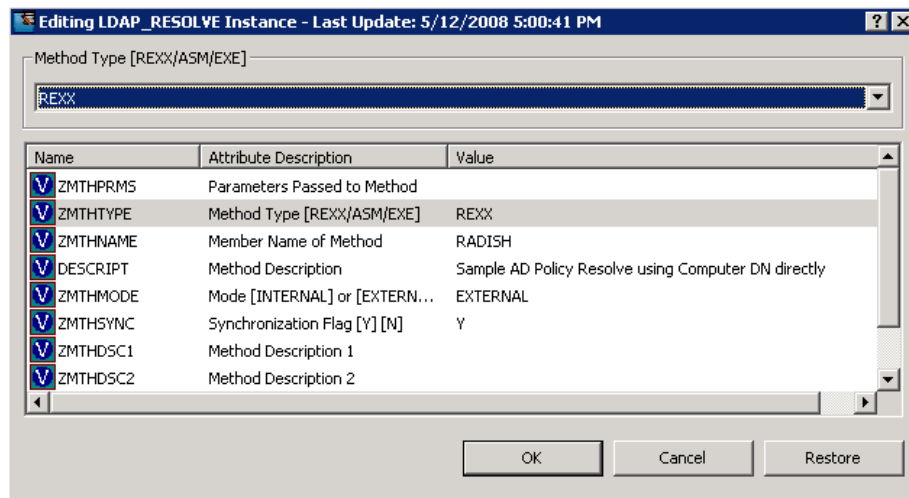 Editing LDAP_RESOLVE Instance - Last Update: 5/12/2008 5:00:41 PM
Method Type [REXX/ASM/EXE]
REXX
Name Attribute Description Value
V ZMTHPRMS Parameters Passed to Method
V ZMTHTYPE Method Type [REXX/ASM/EXE] REXX
V ZMTHNAME Member Name of Method RADISH
V DESCRIPT Method Description Sample AD Policy Resolve using Computer DN directly
V ZMTHMODE Mode [INTERNAL] or [EXTERN... EXTERNAL
V ZMTHSYNC Synchronization Flag [Y] [N] Y
V ZMTHDSC1 Method Description 1
V ZMTHDSC2 Method Description 2
OK Cancel Restore